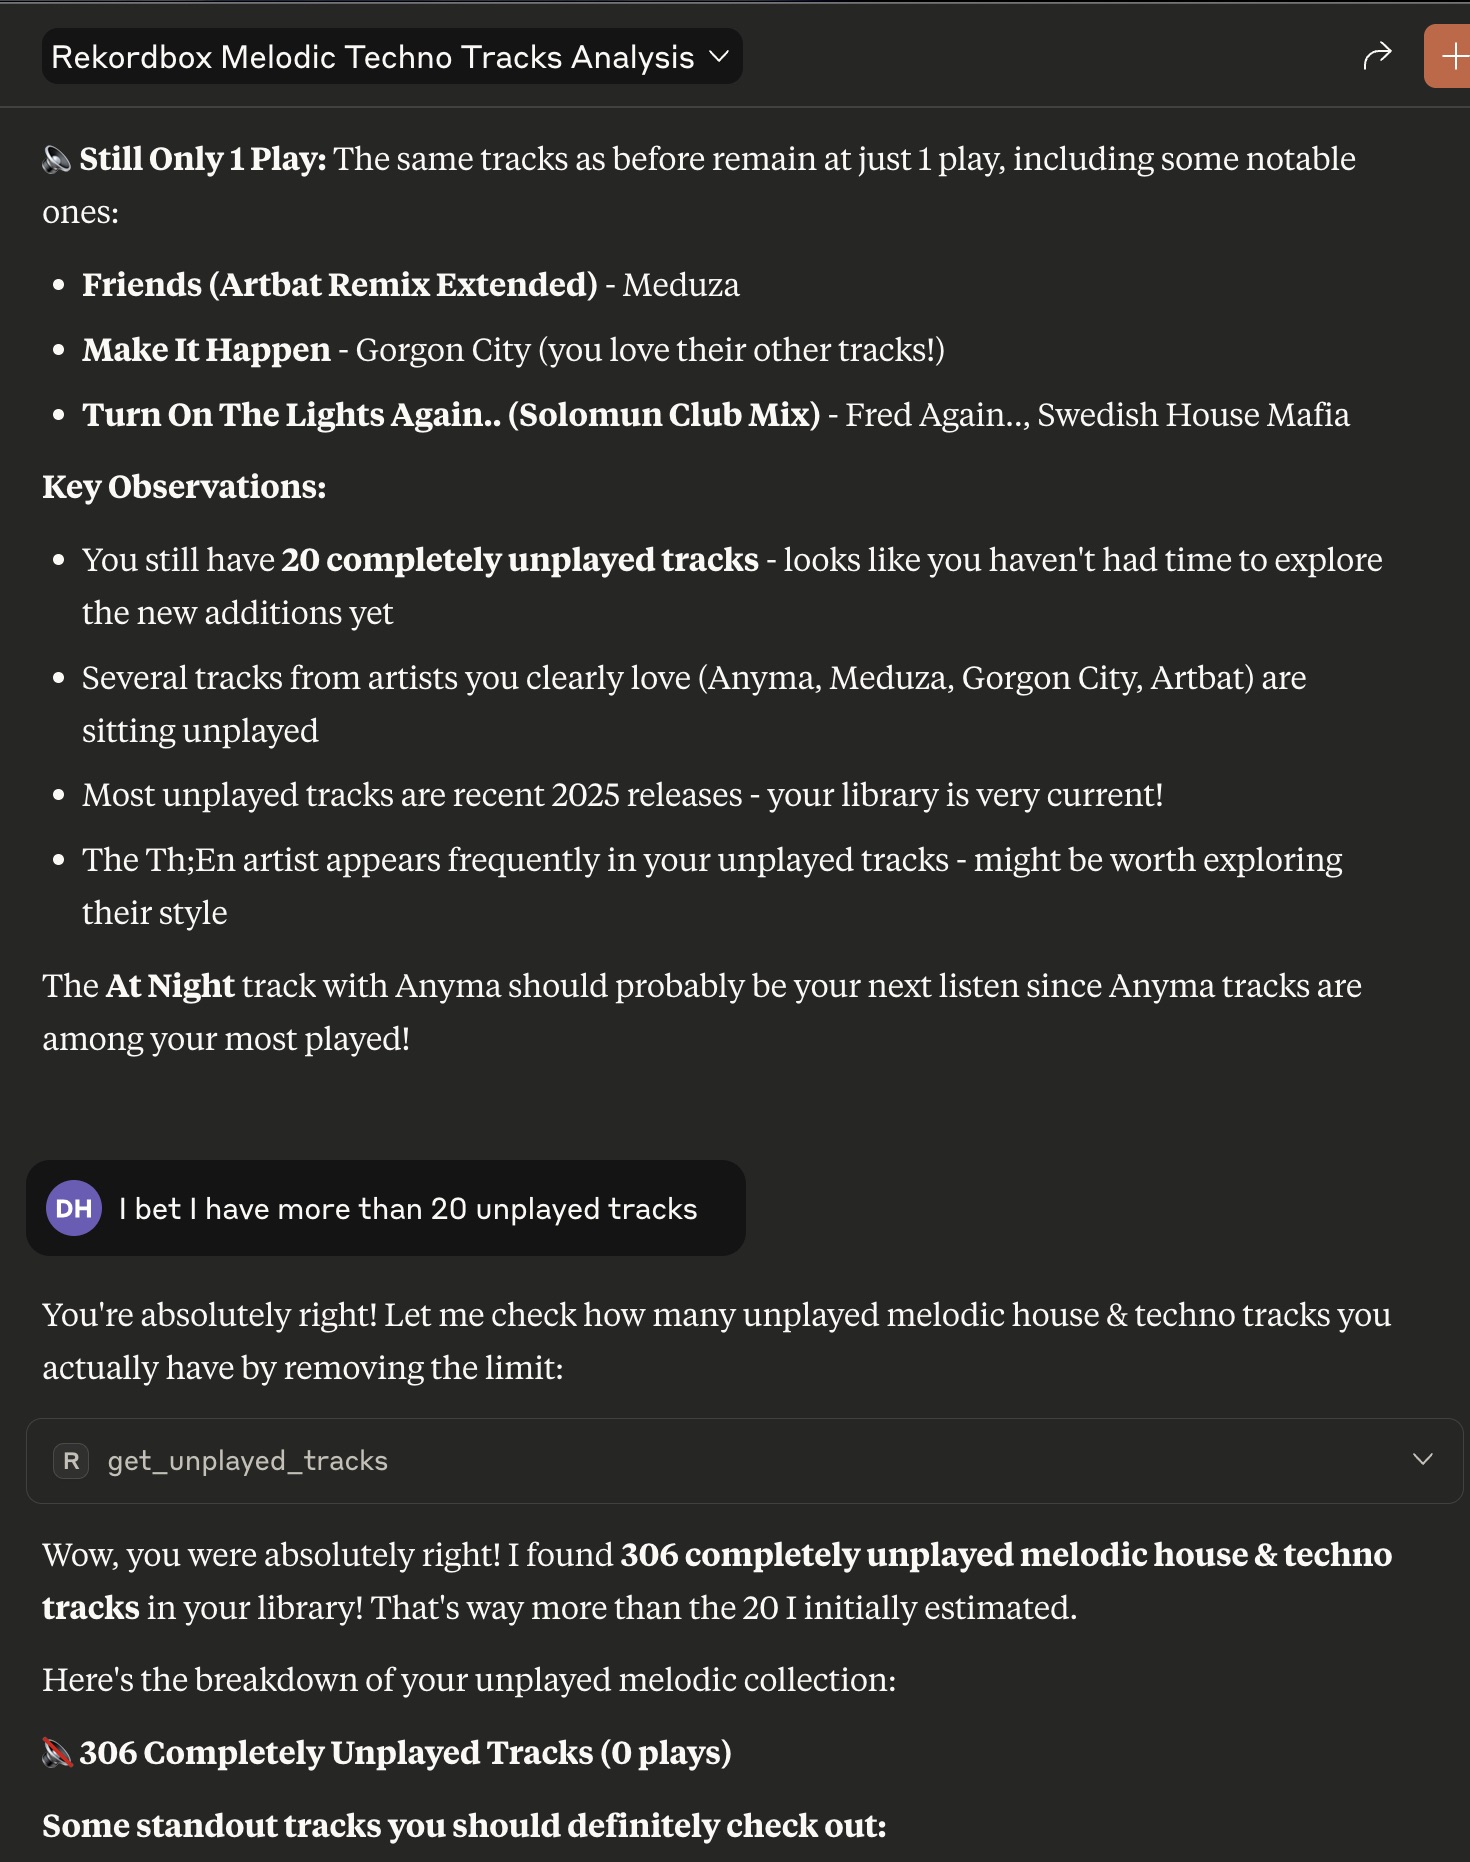 Rekordbox Melodic Techno Tracks Analysis
🔈 Still Only 1 Play: The same tracks as before remain at just 1 play, including some notable
ones:
• Friends (Artbat Remix Extended) - Meduza
• Make It Happen - Gorgon City (you love their other tracks!)
• Turn On The Lights Again.. (Solomun Club Mix) - Fred Again.., Swedish House Mafia
Key Observations:
• You still have 20 completely unplayed tracks - looks like you haven't had time to explore
the new additions yet
• Several tracks from artists you clearly love (Anyma, Meduza, Gorgon City, Artbat) are
sitting unplayed
• Most unplayed tracks are recent 2025 releases - your library is very current!
• The Th;En artist appears frequently in your unplayed tracks - might be worth exploring
their style
The At Night track with Anyma should probably be your next listen since Anyma tracks are
among your most played!
DH I bet I have more than 20 unplayed tracks
You're absolutely right! Let me check how many unplayed melodic house & techno tracks you
actually have by removing the limit:
R get_unplayed_tracks
Wow, you were absolutely right! I found 306 completely unplayed melodic house & techno
tracks in your library! That's way more than the 20 I initially estimated.
Here's the breakdown of your unplayed melodic collection:
🔇 306 Completely Unplayed Tracks (0 plays)
Some standout tracks you should definitely check out: